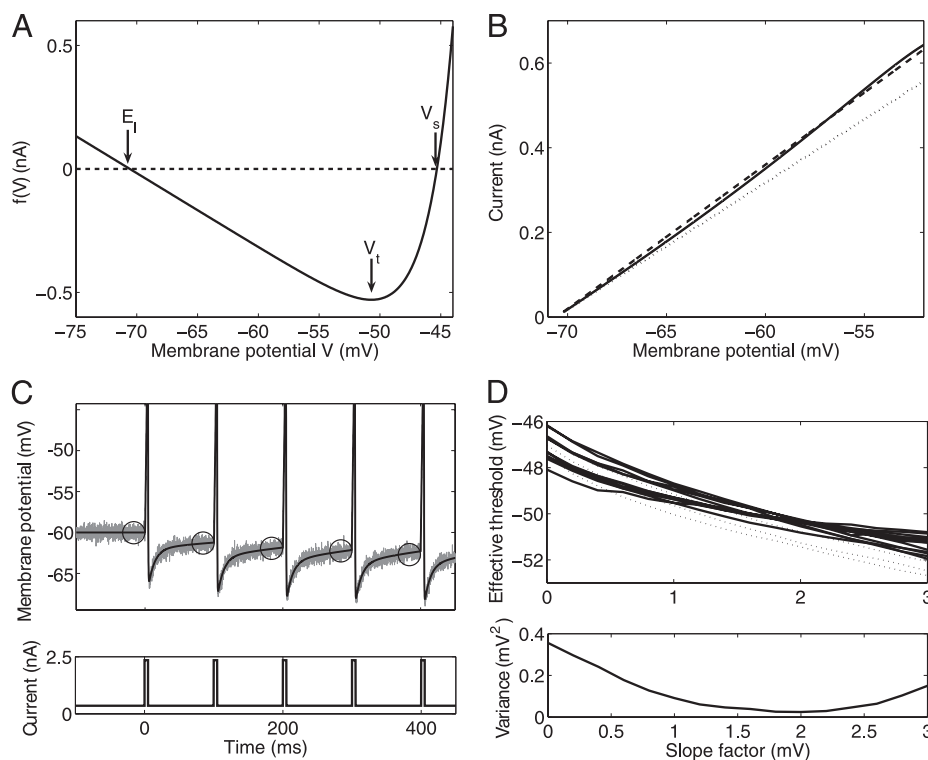 A
0.5
0
−0.5
f(V) (nA)
E_l
V_s
V_t
−75 −70 −65 −60 −55 −50 −45
Membrane potential V (mV)
B
0.6
0.4
0.2
0
Current (nA)
−70 −65 −60 −55
Membrane potential (mV)
C
−50
−55
−60
−65
Membrane potential (mV)
2.5
0
Current (nA)
0 200 400
Time (ms)
D
−46
−48
−50
−52
Effective threshold (mV)
0 1 2 3
0.4
0.2
0
Variance (mV²)
0 0.5 1.0 1.5 2 2.5 3
Slope factor (mV)